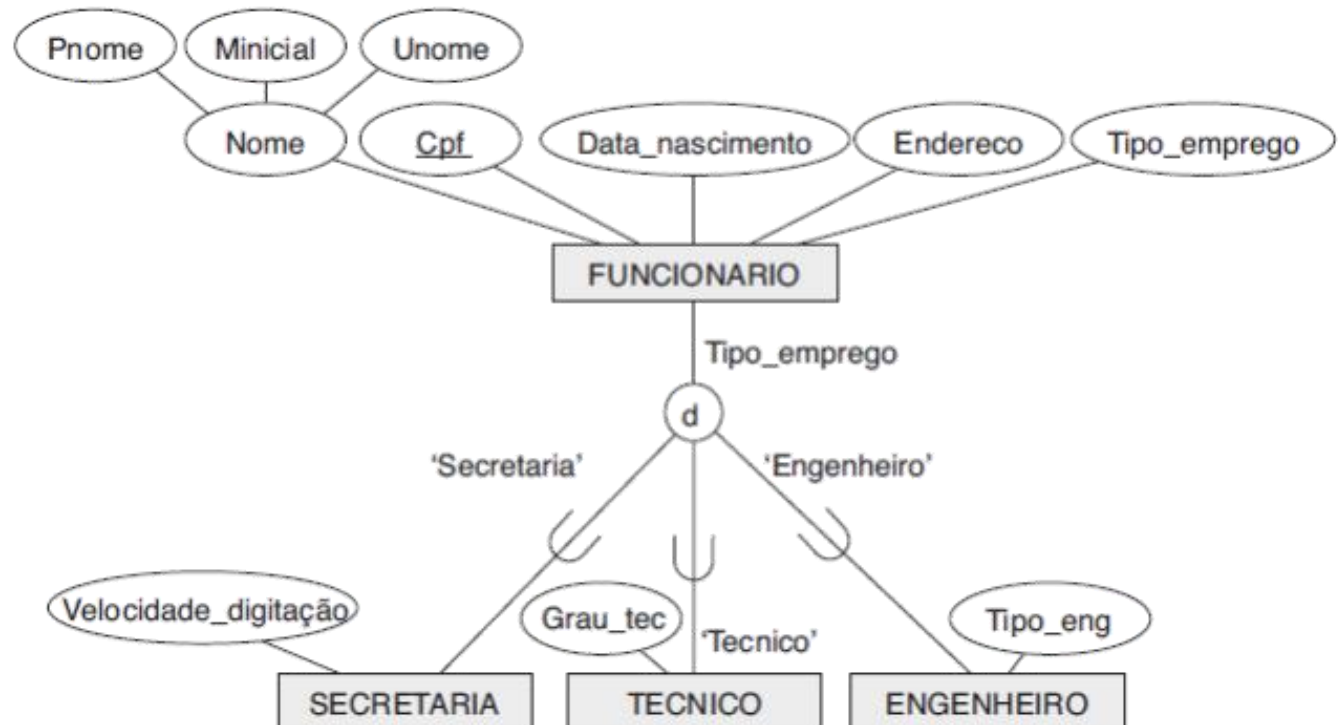 Pnome Minicial Unome
Nome Cpf Data_nascimento Endereco Tipo_emprego
FUNCIONARIO
Tipo_emprego
d
'Secretaria' 'Engenheiro'
Velocidade_digitação Grau_tec Tipo_eng
'Tecnico'
SECRETARIA TECNICO ENGENHEIRO